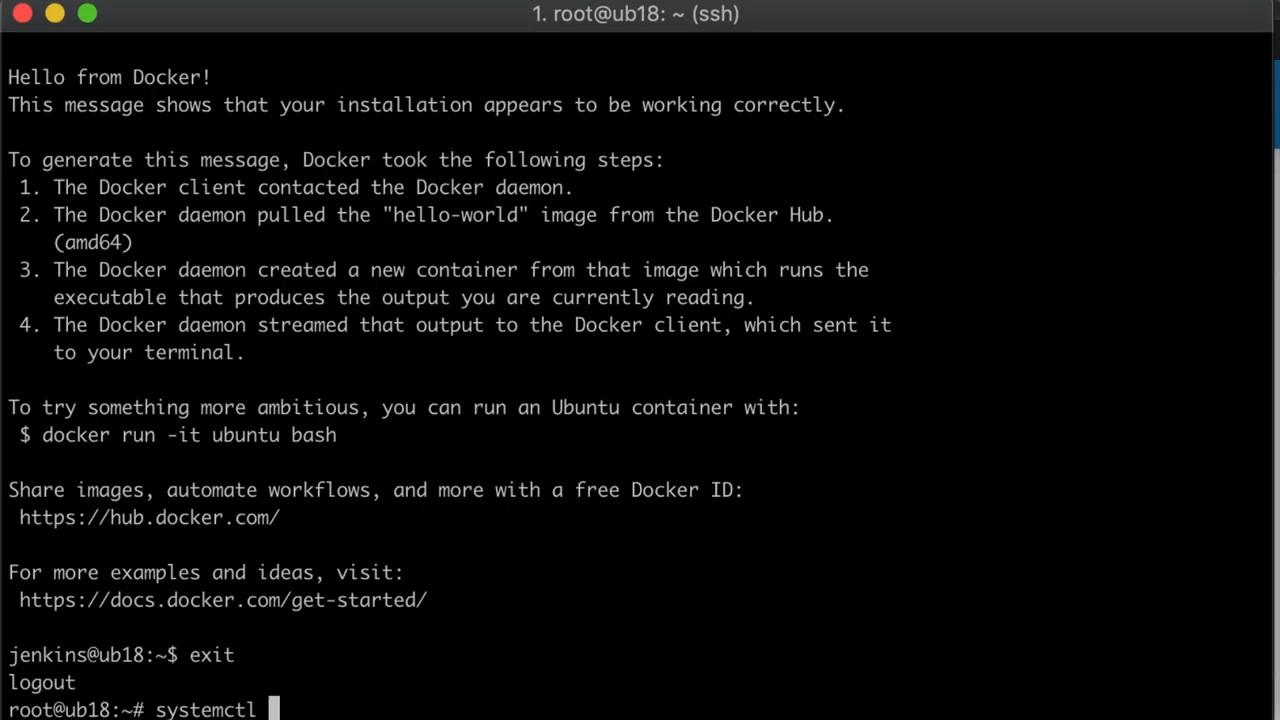 1. root@ub18: ~ (ssh)
Hello from Docker!
This message shows that your installation appears to be working correctly.
To generate this message, Docker took the following steps:
1. The Docker client contacted the Docker daemon.
2. The Docker daemon pulled the "hello-world" image from the Docker Hub.
(amd64)
3. The Docker daemon created a new container from that image which runs the
executable that produces the output you are currently reading.
4. The Docker daemon streamed that output to the Docker client, which sent it
to your terminal.
To try something more ambitious, you can run an Ubuntu container with:
$ docker run -it ubuntu bash
Share images, automate workflows, and more with a free Docker ID:
https://hub.docker.com/
For more examples and ideas, visit:
https://docs.docker.com/get-started/
jenkins@ub18:~$ exit
logout
root@ub18:~# systemctl